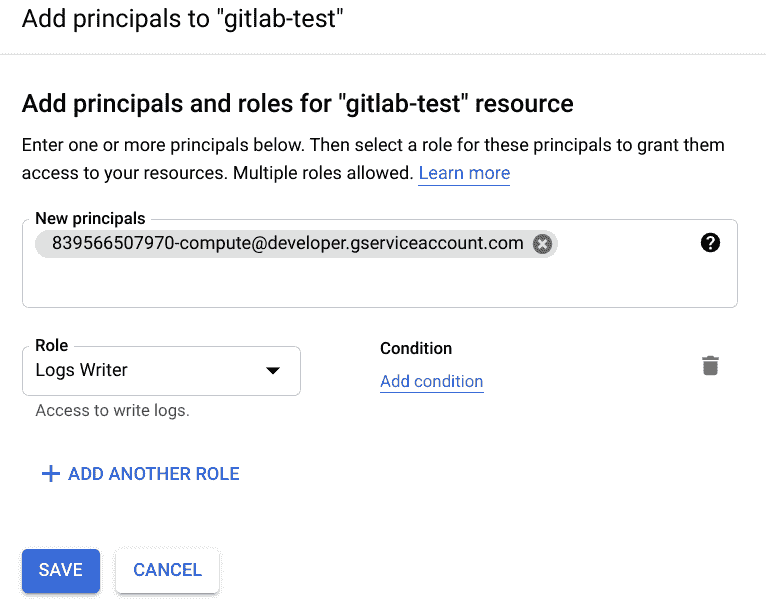 Add principals to "gitlab-test"
Add principals and roles for "gitlab-test" resource
Enter one or more principals below. Then select a role for these principals to grant them
access to your resources. Multiple roles allowed. Learn more
New principals
839566507970-compute@developer.gserviceaccount.com
Role
Logs Writer
Access to write logs.
Condition
Add condition
ADD ANOTHER ROLE
SAVE CANCEL